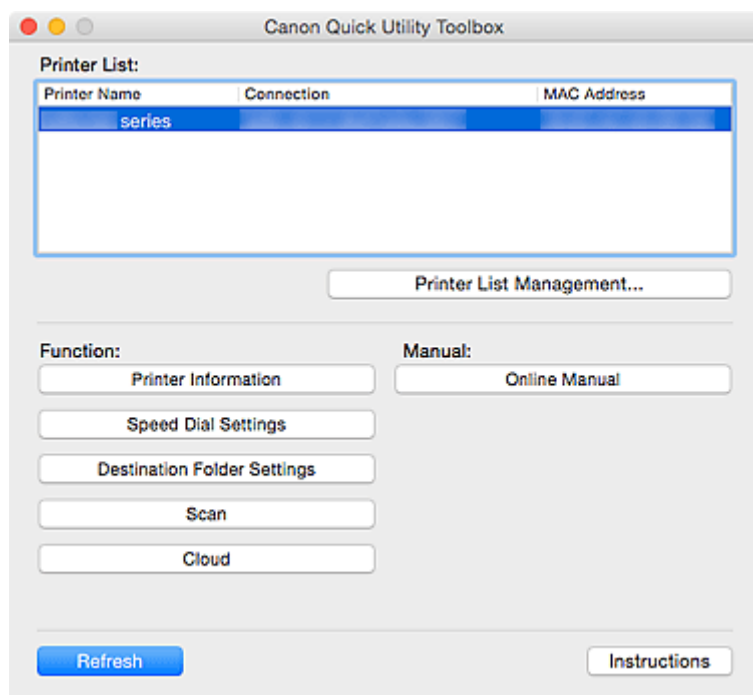 Canon Quick Utility Toolbox
Printer List:
Printer Name Connection MAC Address
series
Printer List Management...
Function: Manual:
Printer Information Online Manual
Speed Dial Settings
Destination Folder Settings
Scan
Cloud
Refresh Instructions